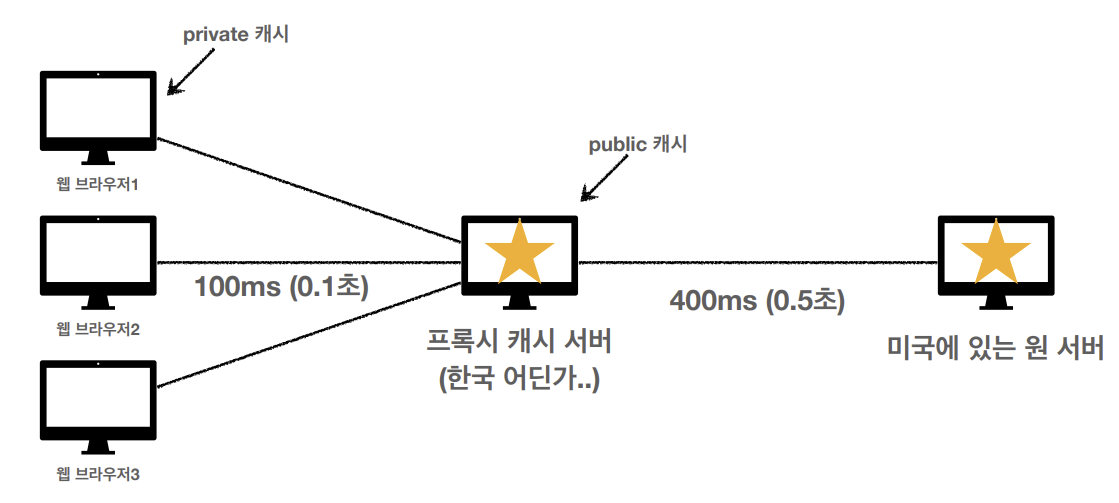 private 캐시
웹 브라우저1
public 캐시
웹 브라우저2
100ms (0.1초)
400ms (0.5초)
프록시 캐시 서버
(한국 어딘가..)
미국에 있는 원 서버
웹 브라우저3